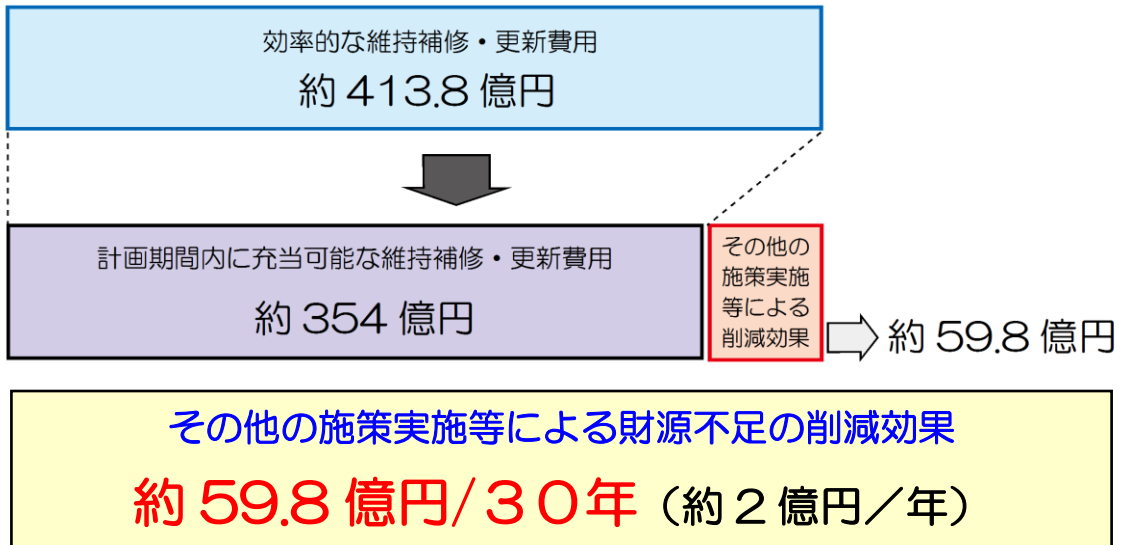 効率的な維持補修・更新費用
約 413.8 億円
計画期間内に充当可能な維持補修・更新費用
約 354 億円
その他の
施策実施
等による
削減効果
約 59.8 億円
その他の施策実施等による財源不足の削減効果
約 59.8 億円/３０年（約 2 億円／年）